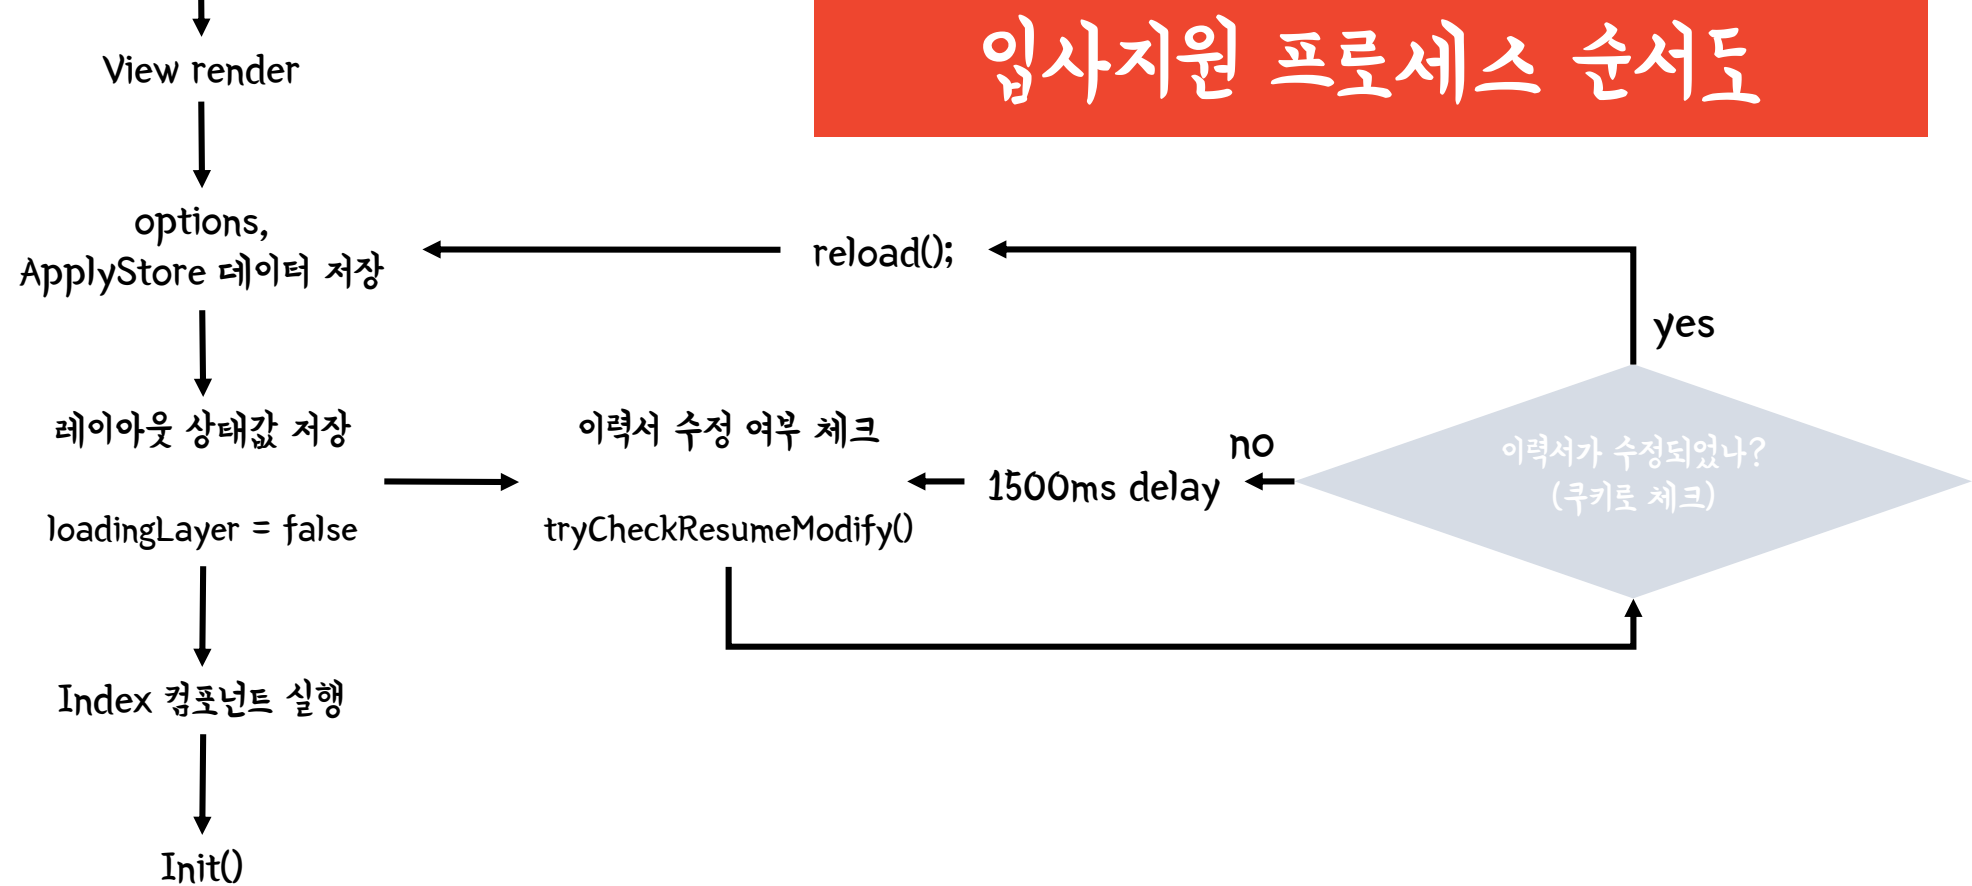 입사지원 프로세스 순서도
View render
options,
ApplyStore 데이터 저장
reload();
yes
레이아웃 상태값 저장
loadingLayer = false
이력서 수정 여부 체크
tryCheckResumeModify()
1500ms delay
no
이력서가 수정되었나?
(쿠키로 체크)
Index 컴포넌트 실행
Init()